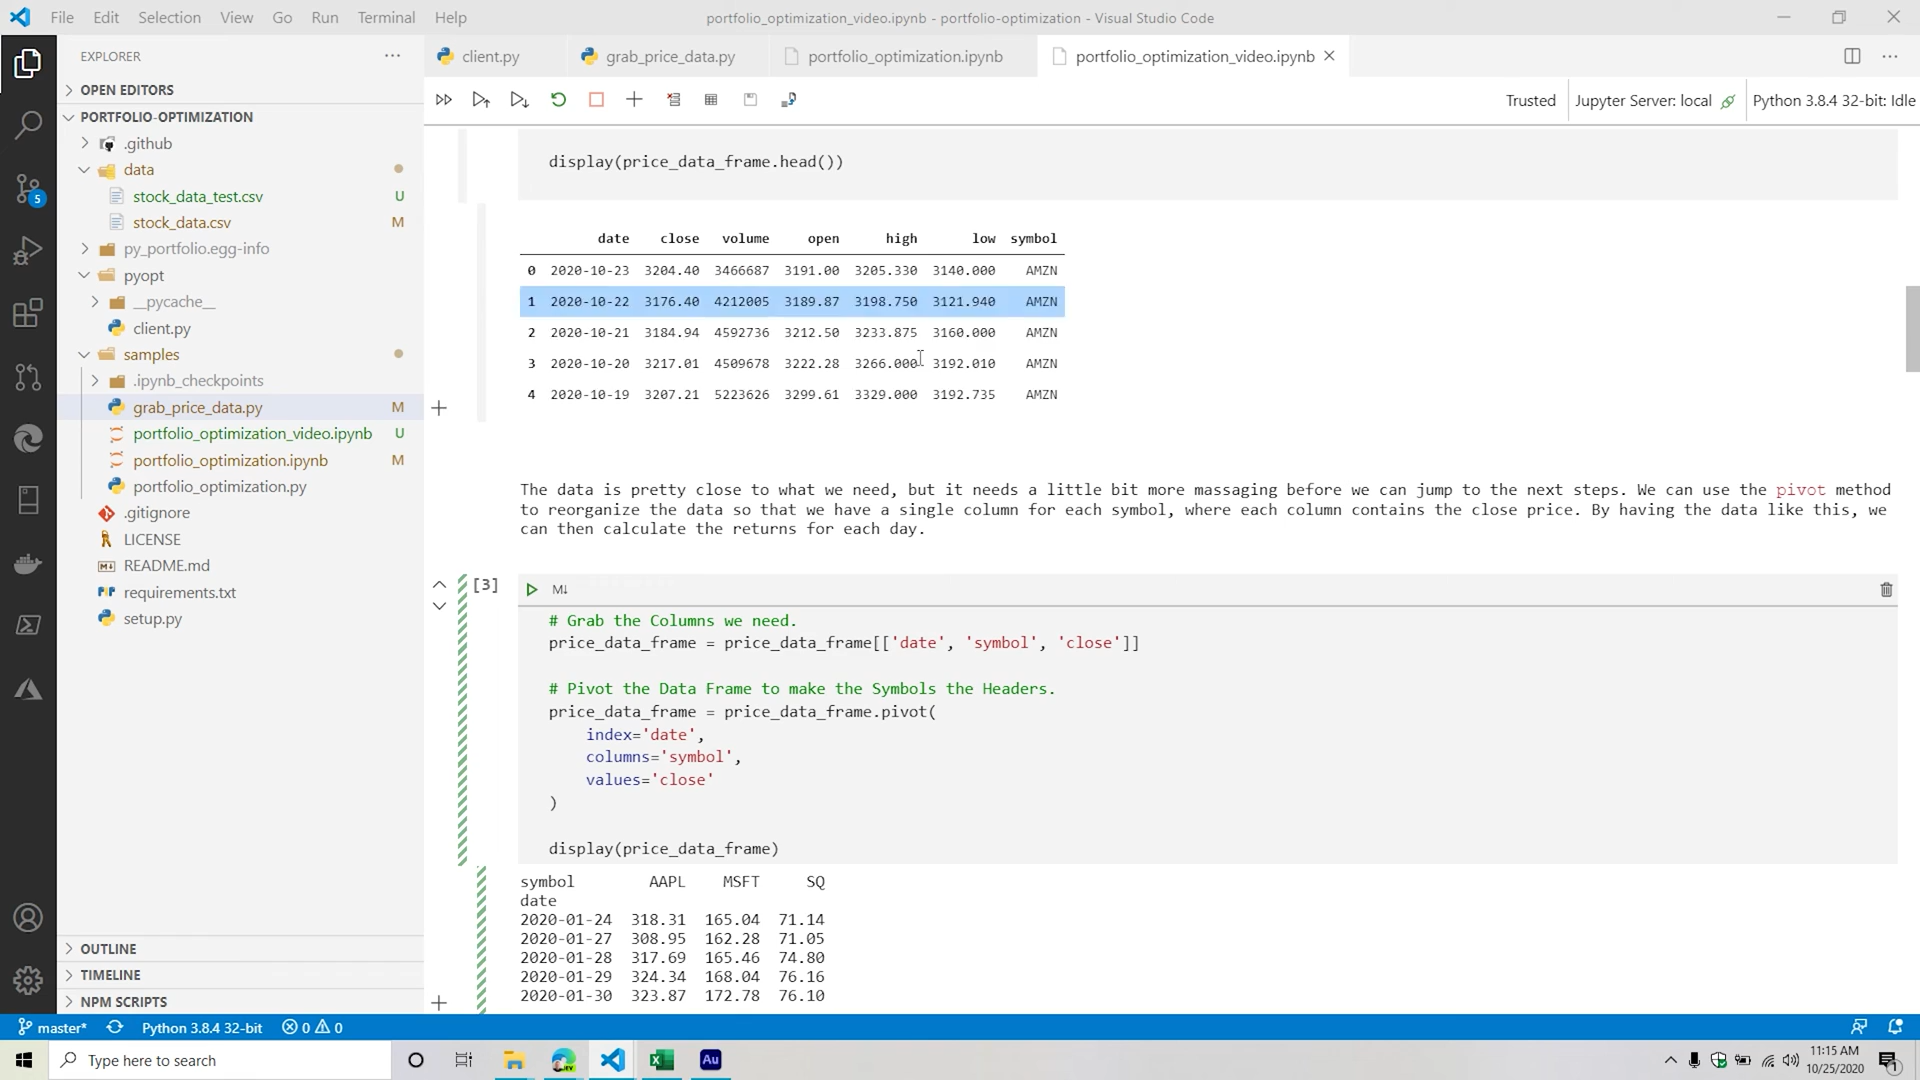 File Edit Selection View Go Run Terminal Help
portfolio_optimization_video.ipynb - portfolio-optimization - Visual Studio Code
EXPLORER
OPEN EDITORS
PORTFOLIO-OPTIMIZATION
.github
data
stock_data_test.csv U
stock_data.csv M
py_portfolio.egg-info
pyopt
__pycache__
client.py
samples
.ipynb_checkpoints
grab_price_data.py M
portfolio_optimization_video.ipynb U
portfolio_optimization.ipynb M
portfolio_optimization.py
.gitignore
LICENSE
README.md
requirements.txt
setup.py
OUTLINE
TIMELINE
NPM SCRIPTS
5
client.py
grab_price_data.py
portfolio_optimization.ipynb
portfolio_optimization_video.ipynb
Trusted
Jupyter Server: local
Python 3.8.4 32-bit: Idle
display(price_data_frame.head())
date close volume open high low symbol
0 2020-10-23 3204.40 3466687 3191.00 3205.330 3140.000 AMZN
1 2020-10-22 3176.40 4212005 3189.87 3198.750 3121.940 AMZN
2 2020-10-21 3184.94 4592736 3212.50 3233.875 3160.000 AMZN
3 2020-10-20 3217.01 4509678 3222.28 3266.000 3192.010 AMZN
4 2020-10-19 3207.21 5223626 3299.61 3329.000 3192.735 AMZN
The data is pretty close to what we need, but it needs a little bit more massaging before we can jump to the next steps. We can use the pivot method
to reorganize the data so that we have a single column for each symbol, where each column contains the close price. By having the data like this, we
can then calculate the returns for each day.
[3]
M↓
# Grab the Columns we need.
price_data_frame = price_data_frame[['date', 'symbol', 'close']]
# Pivot the Data Frame to make the Symbols the Headers.
price_data_frame = price_data_frame.pivot(
index='date',
columns='symbol',
values='close'
)
display(price_data_frame)
symbol AAPL MSFT SQ
date
2020-01-24 318.31 165.04 71.14
2020-01-27 308.95 162.28 71.05
2020-01-28 317.69 165.46 74.80
2020-01-29 324.34 168.04 76.16
2020-01-30 323.87 172.78 76.10
master* Python 3.8.4 32-bit 0 0
Type here to search
Au
11:15 AM
10/25/2020
1